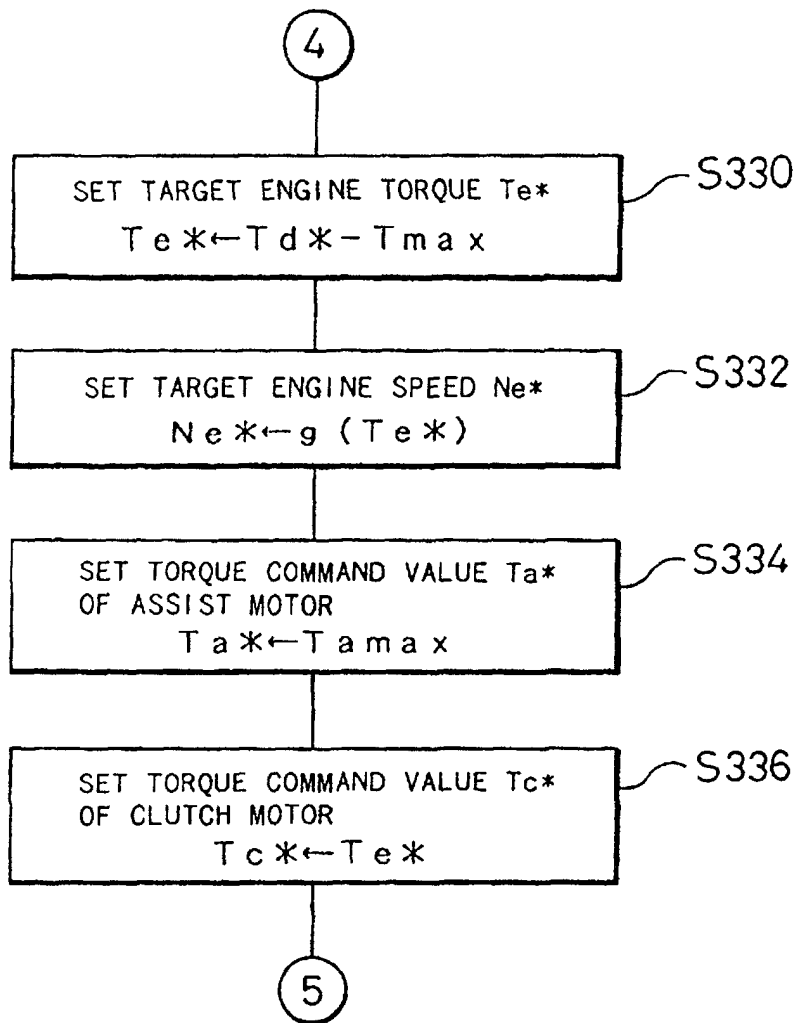 4
SET TARGET ENGINE TORQUE Te*
Te*←Td*-Tmax
S330
SET TARGET ENGINE SPEED Ne*
Ne*←g (Te*)
S332
SET TORQUE COMMAND VALUE Ta*
OF ASSIST MOTOR
Ta*←Tamax
S334
SET TORQUE COMMAND VALUE Tc*
OF CLUTCH MOTOR
Tc*←Te*
S336
5